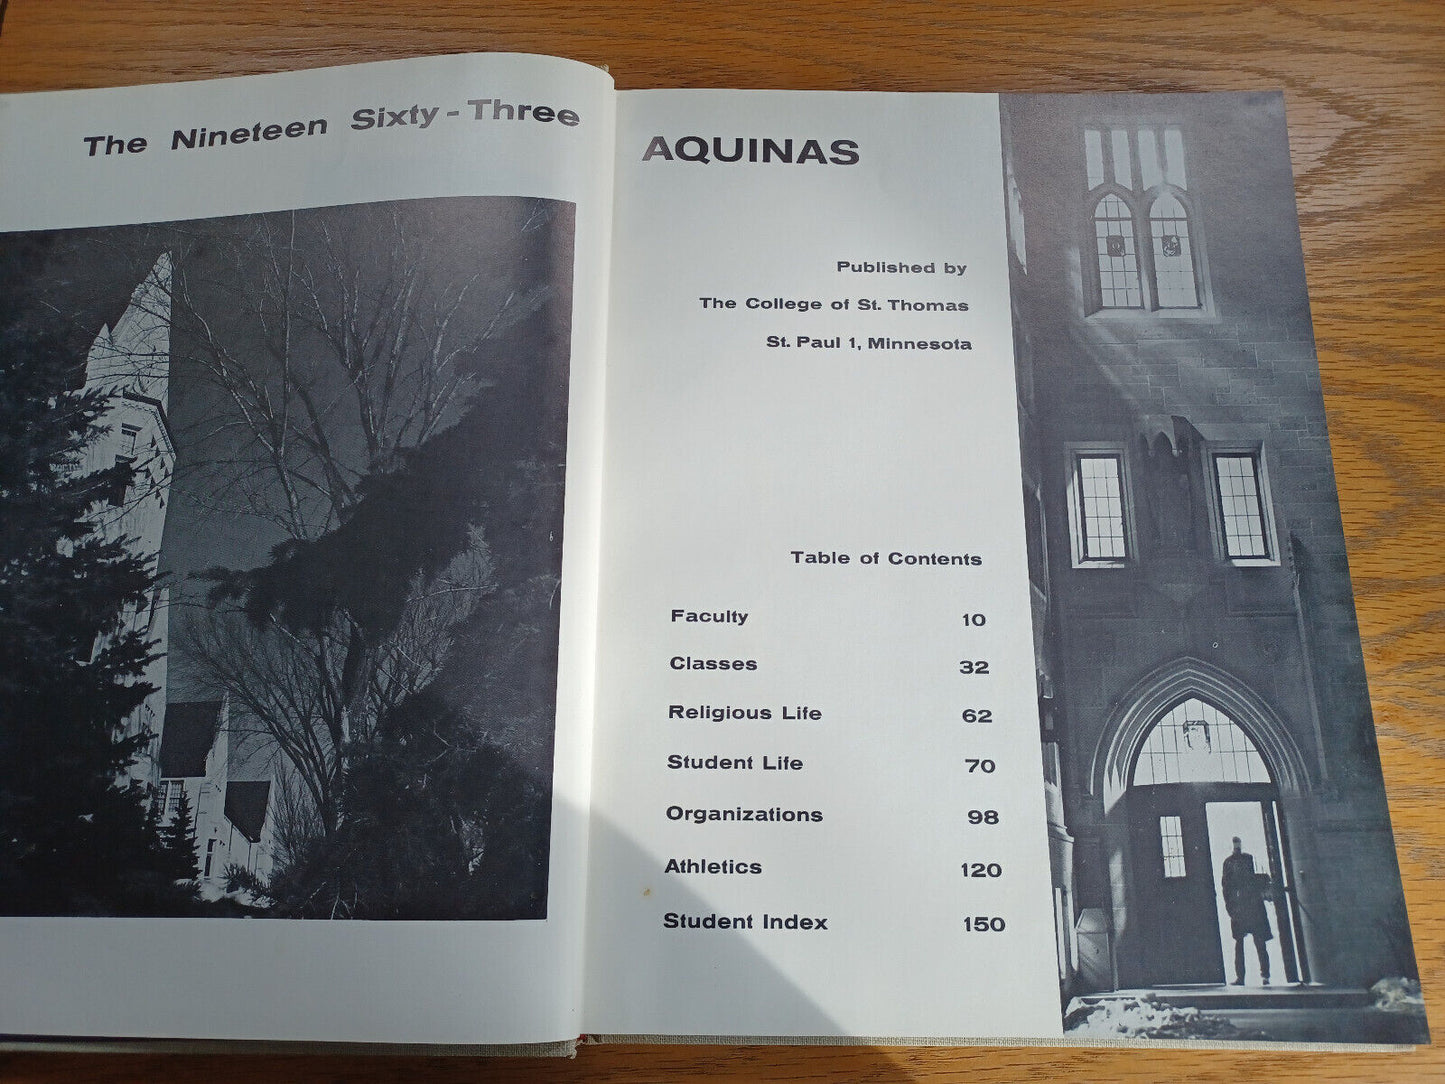 The Nineteen Sixty-Three
AQUINAS
Published by
The College of St. Thomas
St. Paul 1, Minnesota
Table of Contents
Faculty 10
Classes 32
Religious Life 62
Student Life 70
Organizations 98
Athletics 120
Student Index 150